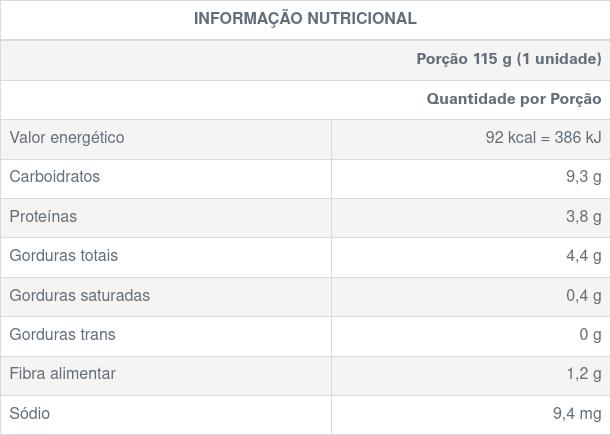 INFORMAÇÃO NUTRICIONAL
Porção 115 g (1 unidade)
Quantidade por Porção
Valor energético 92 kcal = 386 kJ
Carboidratos 9,3 g
Proteínas 3,8 g
Gorduras totais 4,4 g
Gorduras saturadas 0,4 g
Gorduras trans 0 g
Fibra alimentar 1,2 g
Sódio 9,4 mg